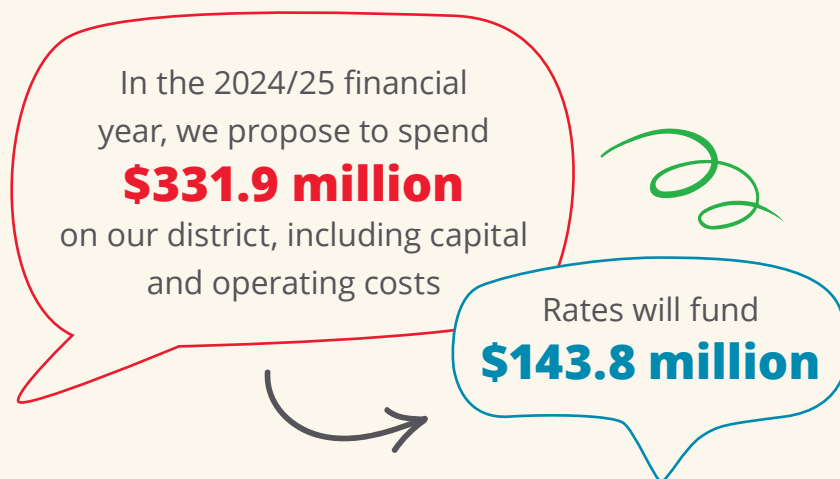 In the 2024/25 financial
year, we propose to spend
$331.9 million
on our district, including capital
and operating costs
Rates will fund
$143.8 million